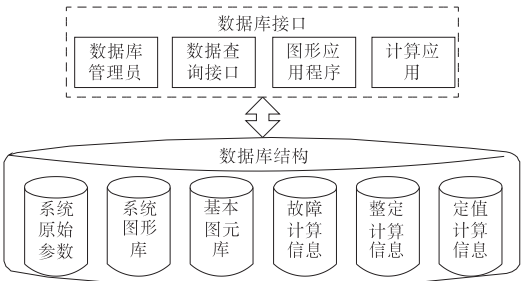 数据库接口
数据库
管理员
数据查
询接口
图形应
用程序
计算应
用
数据库结构
系统
原始
参数
系统
图形
库
基本
图元
库
故障
计算
信息
整定
计算
信息
定值
计算
信息